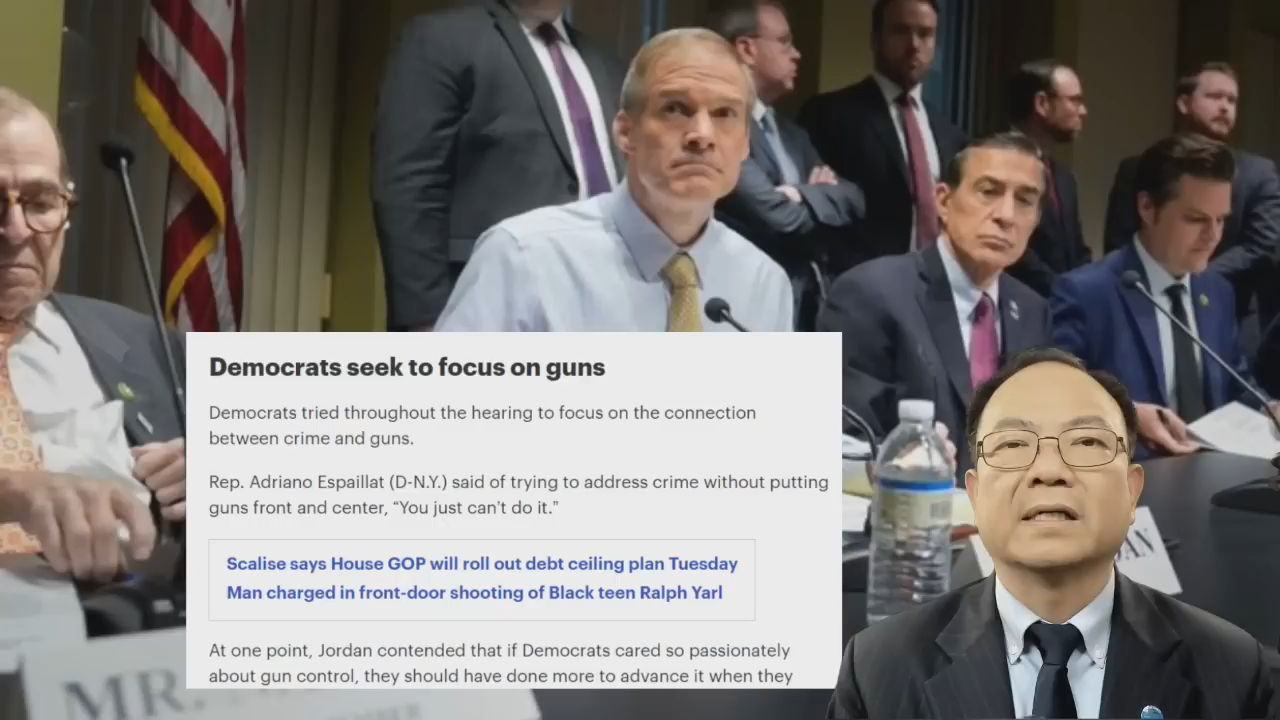 Democrats seek to focus on guns
Democrats tried throughout the hearing to focus on the connection
between crime and guns.
Rep. Adriano Espaillat (D-N.Y.) said of trying to address crime without putting
guns front and center, “You just can’t do it.”
Scalise says House GOP will roll out debt ceiling plan Tuesday
Man charged in front-door shooting of Black teen Ralph Yarl
At one point, Jordan contended that if Democrats cared so passionately
about gun control, they should have done more to advance it when they
MR.